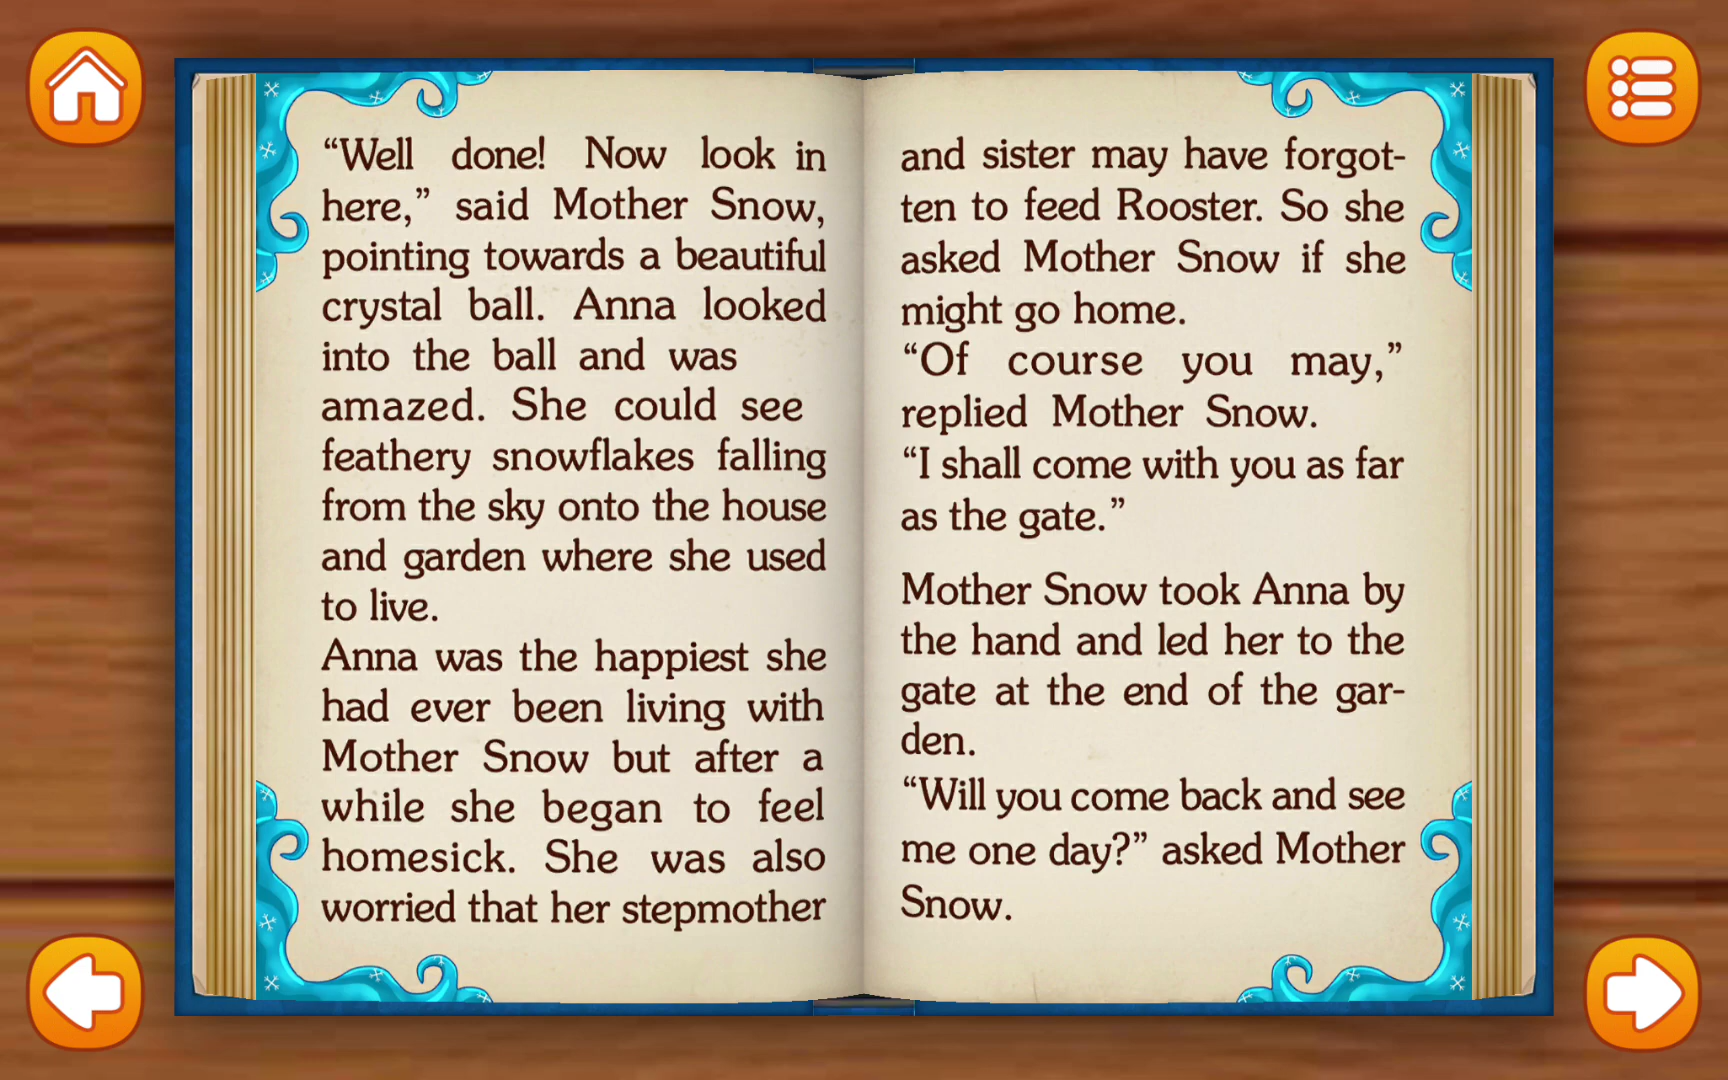 “Well done! Now look in
here,” said Mother Snow,
pointing towards a beautiful
crystal ball. Anna looked
into the ball and was
amazed. She could see
feathery snowflakes falling
from the sky onto the house
and garden where she used
to live.
Anna was the happiest she
had ever been living with
Mother Snow but after a
while she began to feel
homesick. She was also
worried that her stepmother
and sister may have forgot-
ten to feed Rooster. So she
asked Mother Snow if she
might go home.
“Of course you may,”
replied Mother Snow.
“I shall come with you as far
as the gate.”
Mother Snow took Anna by
the hand and led her to the
gate at the end of the gar-
den.
“Will you come back and see
me one day?” asked Mother
Snow.